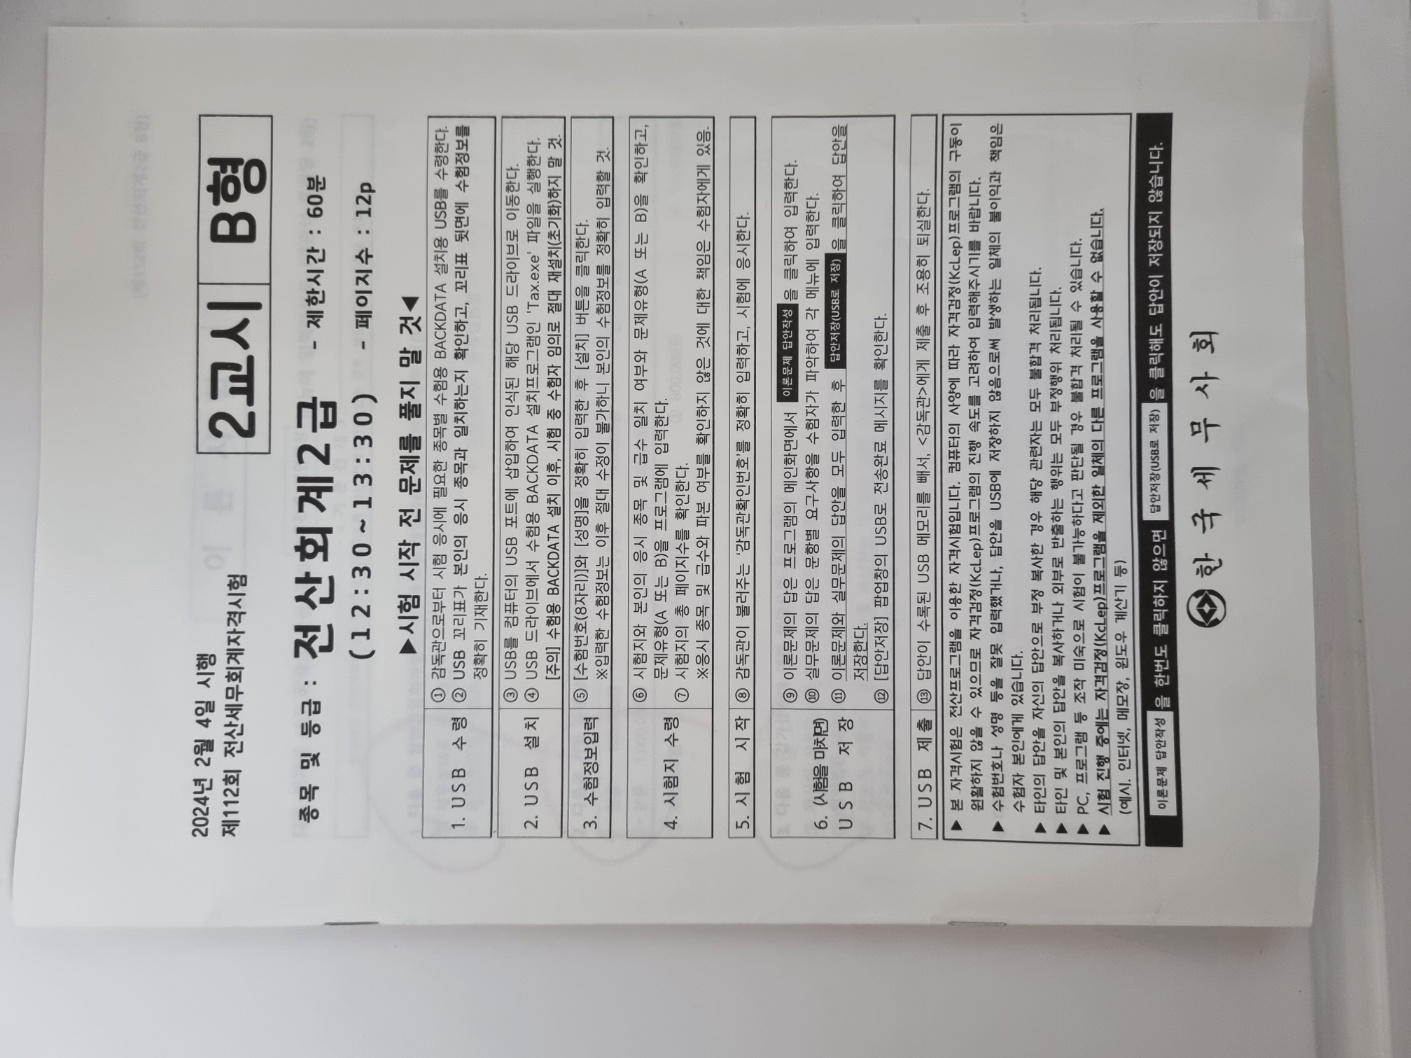 2024년 2월 4일 시행
제112회 전산세무회계자격시험
2교시 B형
종목 및 등급 : 전산회계2급 - 제한시간 : 60분
(12:30~13:30) - 페이지수 : 12p
▶시험 시작 전 문제를 풀지 말 것◀
1. USB 수령
① 감독관으로부터 시험 응시에 필요한 종목별 수험용 BACKDATA 설치용 USB를 수령한다.
② USB 꼬리표가 본인의 응시 종목과 일치하는지 확인하고, 꼬리표 뒷면에 수험정보를
정확히 기재한다.
2. USB 설치
③ USB를 컴퓨터의 USB 포트에 삽입하여 인식된 해당 USB 드라이브로 이동한다.
④ USB 드라이브에서 수험용 BACKDATA 설치프로그램인 'Tax.exe' 파일을 실행한다.
[주의] 수험용 BACKDATA 설치 이후, 시험 중 수험자 임의로 절대 재설치(초기화)하지 말 것.
3. 수험정보입력
⑤ [수험번호(8자리)]와 [성명]을 정확히 입력한 후 [설치] 버튼을 클릭한다.
※입력한 수험정보는 이후 절대 수정이 불가하니 본인의 수험정보를 정확히 입력할 것.
4. 시험지 수령
⑥ 시험지와 본인의 응시 종목 및 급수 일치 여부와 문제유형(A 또는 B)을 확인하고,
문제유형(A 또는 B)을 프로그램에 입력한다.
⑦ 시험지의 총 페이지수를 확인한다.
※응시 종목 및 급수와 파본 여부를 확인하지 않은 것에 대한 책임은 수험자에게 있음.
5. 시험 시작
⑧ 감독관이 불러주는 '감독관확인번호'를 정확히 입력하고, 시험에 응시한다.
6. (시험을 마치면) USB 저장
⑨ 이론문제의 답은 프로그램의 메인화면에서 이론문제 답안작성 을 클릭하여 입력한다.
⑩ 실무문제의 답은 문항별 요구사항을 수험자가 파악하여 각 메뉴에 입력한다.
⑪ 이론문제와 실무문제의 답안을 모두 입력한 후 답안저장(USB로 저장) 을 클릭하여 답안을
저장한다.
⑫ [답안저장] 팝업창의 USB로 전송완료 메시지를 확인한다.
7. USB 제출
⑬ 답안이 수록된 USB 메모리를 빼서, <감독관>에게 제출 후 조용히 퇴실한다.
▶ 본 자격시험은 전산프로그램을 이용한 자격시험입니다. 컴퓨터의 사양에 따라 자격검정(KcLep)프로그램의 구동이
원활하지 않을 수 있으므로 자격검정(KcLep)프로그램의 진행 속도를 고려하여 입력해주시기를 바랍니다.
▶ 수험번호나 성명 등을 잘못 입력했거나, 답안을 USB에 저장하지 않음으로써 발생하는 일체의 불이익과 책임은
수험자 본인에게 있습니다.
▶ 타인의 답안을 자신의 답안으로 부정 복사한 경우 해당 관련자는 모두 불합격 처리됩니다.
▶ 타인 및 본인의 답안을 복사하거나 외부로 반출하는 행위는 모두 부정행위 처리됩니다.
▶ PC, 프로그램 등 조작 미숙으로 시험이 불가능하다고 판단될 경우 불합격 처리될 수 있습니다.
▶ 시험 진행 중에는 자격검정(KcLep)프로그램을 제외한 일체의 다른 프로그램을 사용할 수 없습니다.
(예시. 인터넷, 메모장, 윈도우 계산기 등)
이론문제 답안작성 을 한번도 클릭하지 않으면 답안저장(USB로 저장) 을 클릭해도 답안이 저장되지 않습니다.
한국세무사회